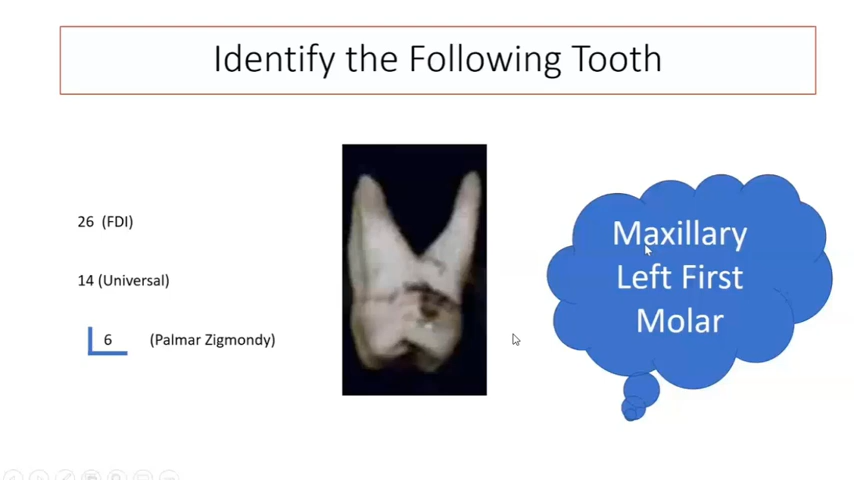 Identify the Following Tooth
26 (FDI)
14 (Universal)
6 (Palmar Zigmondy)
Maxillary
Left First
Molar